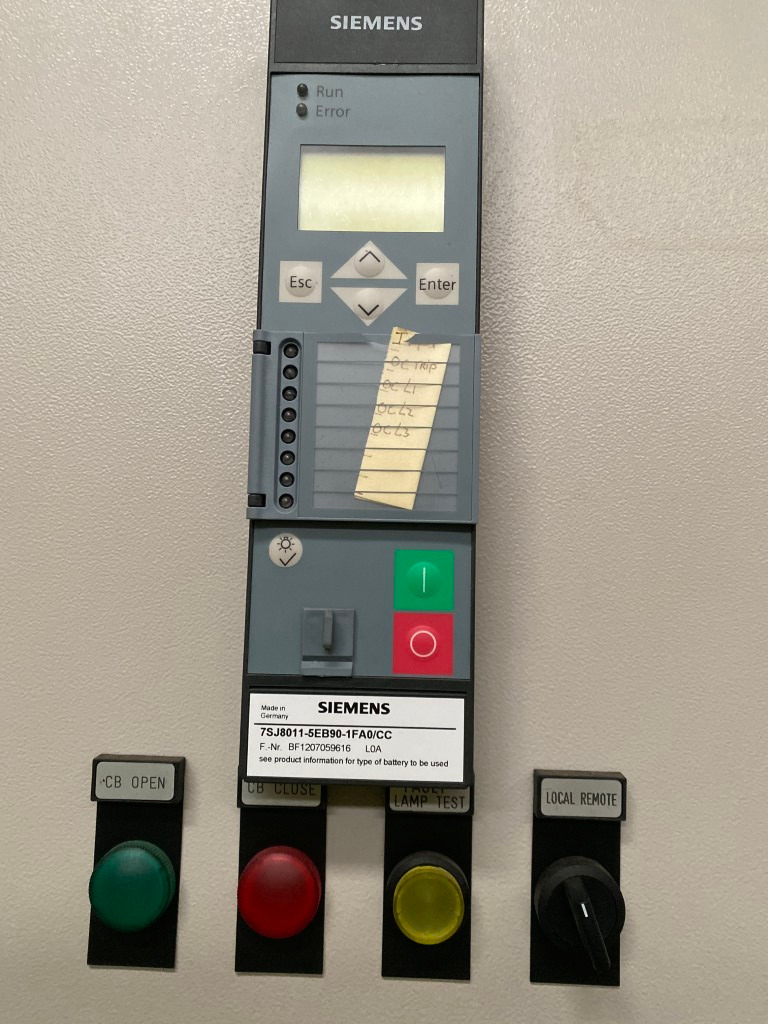 SIEMENS
Run
Error
Esc
Enter
OC TRIP
OC L1
OC L2
OC L3
Made in
Germany
SIEMENS
7SJ8011-5EB90-1FA0/CC
F.-Nr. BF1207059616 L0A
see product information for type of battery to be used
CB OPEN
CB CLOSE
FAULT
LAMP TEST
LOCAL REMOTE